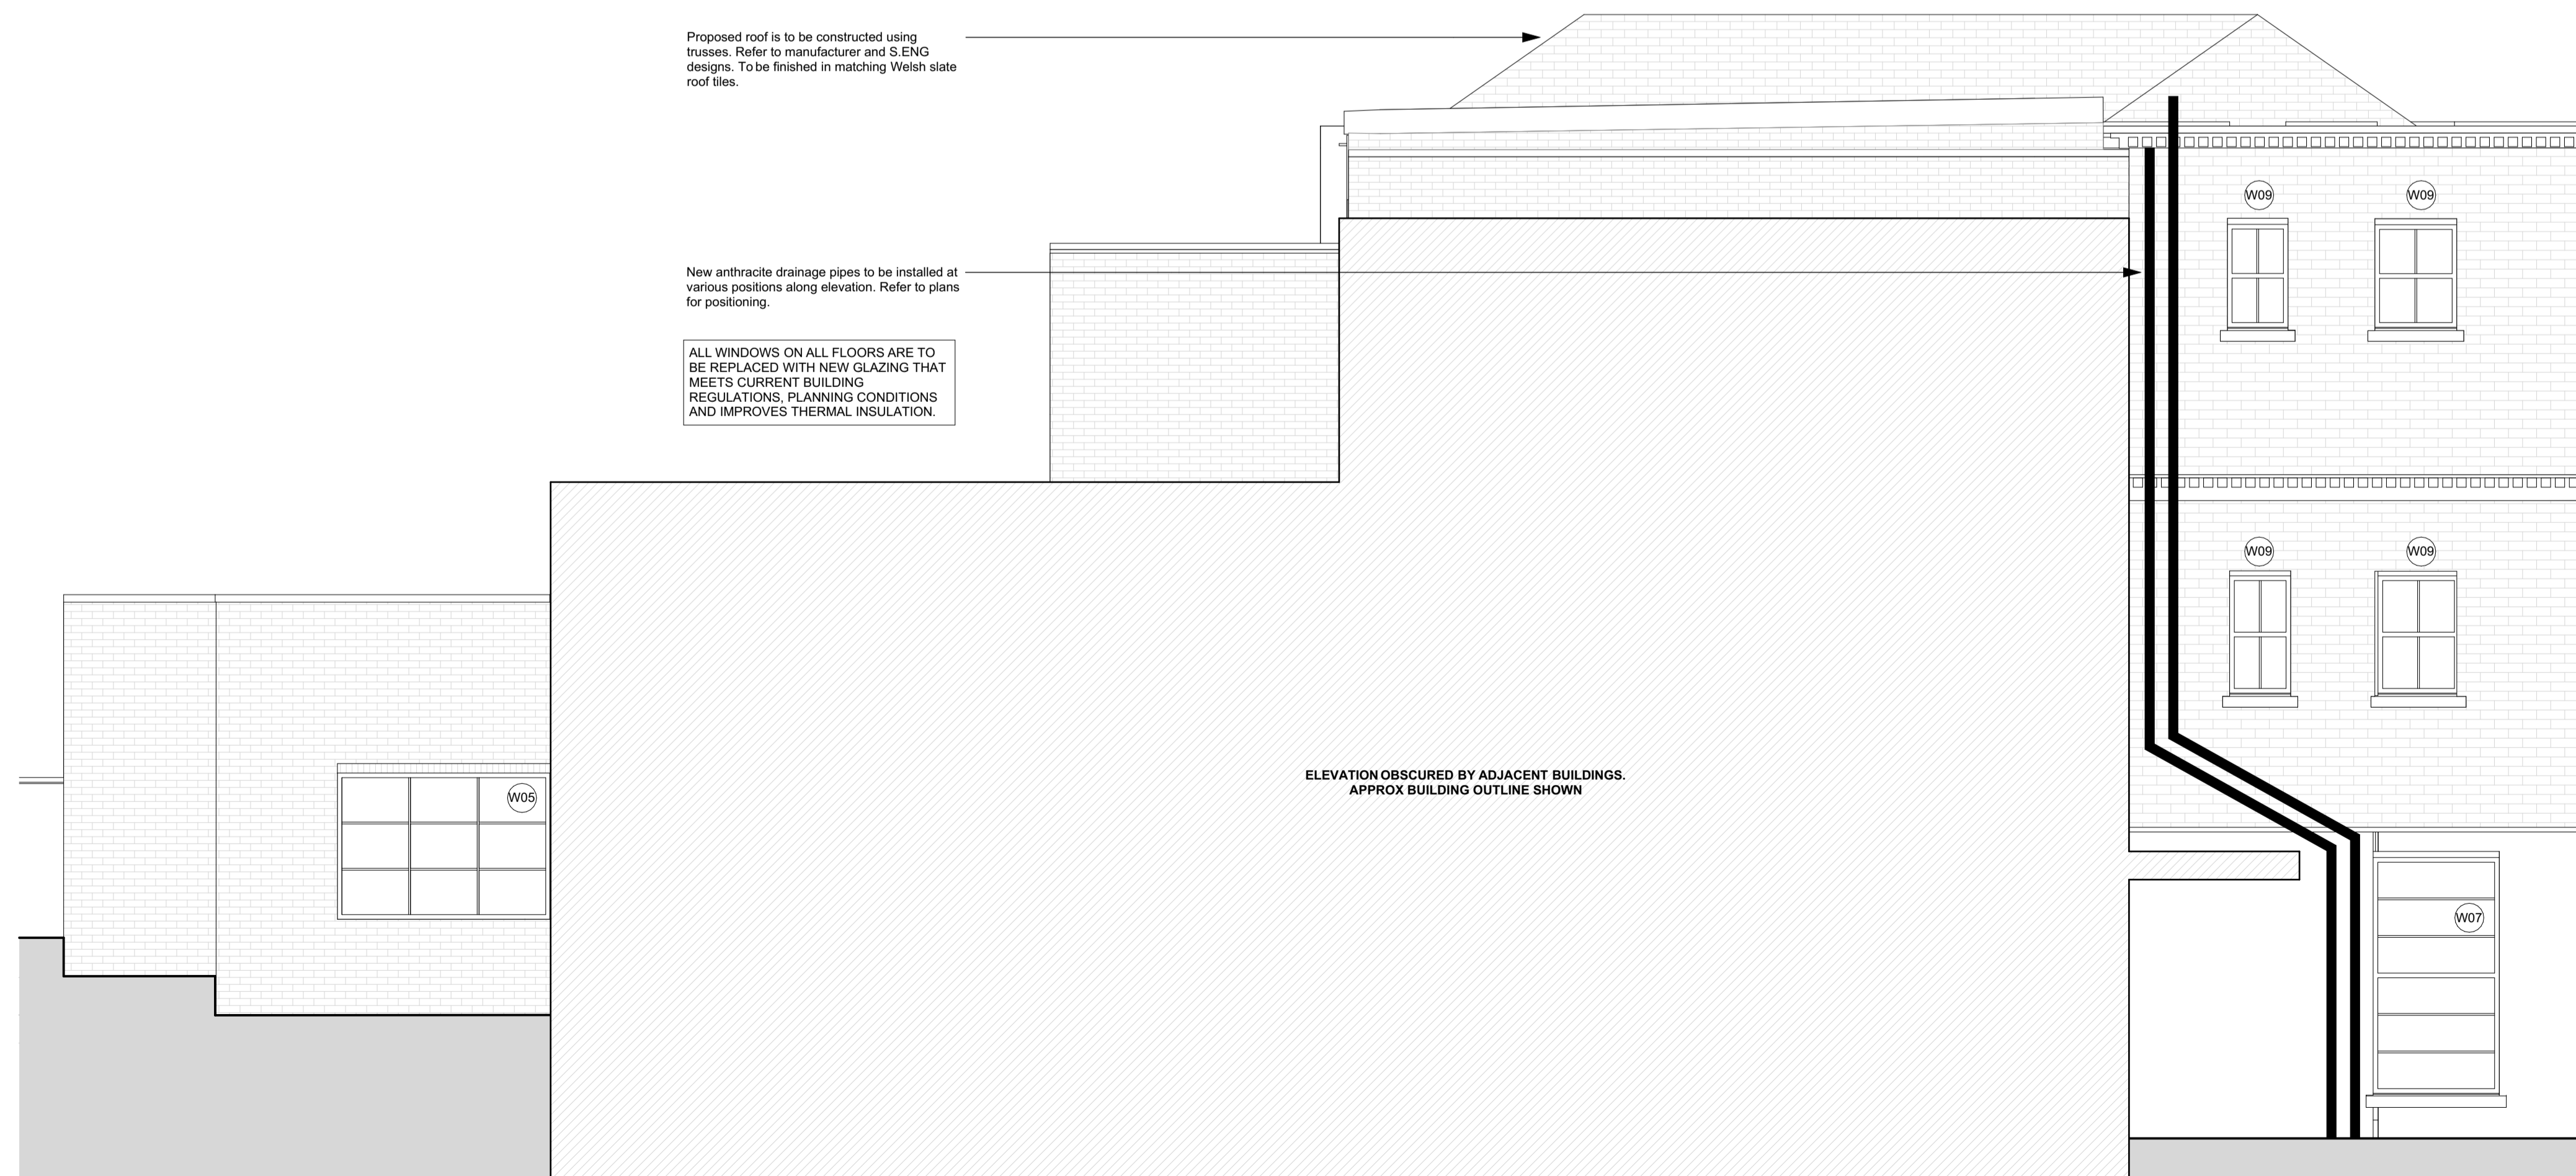 Proposed roof is to be constructed using
trusses. Refer to manufacturer and S.ENG
designs. To be finished in matching Welsh slate
roof tiles.
W09
W09
New anthracite drainage pipes to be installed at
various positions along elevation. Refer to plans
for positioning.
ALL WINDOWS ON ALL FLOORS ARE TO
BE REPLACED WITH NEW GLAZING THAT
MEETS CURRENT BUILDING
REGULATIONS, PLANNING CONDITIONS
AND IMPROVES THERMAL INSULATION.
W09
W09
ELEVATION OBSCURED BY ADJACENT BUILDINGS.
APPROX BUILDING OUTLINE SHOWN
W05
W07